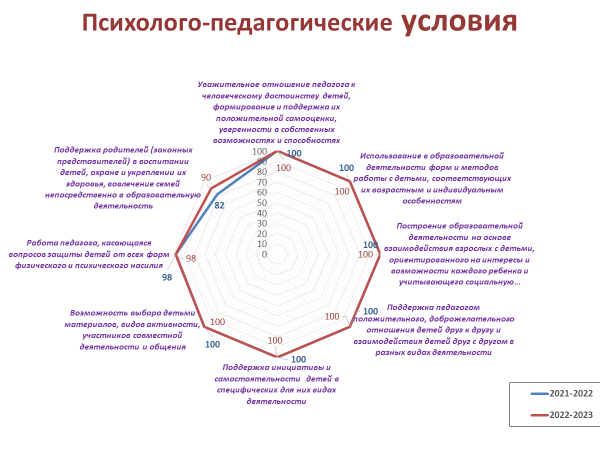 Психолого-педагогические условия
Уважительное отношение педагога к
человеческому достоинству детей,
формирование и поддержка их
положительной самооценки,
уверенности в собственных
возможностях и способностях
Использование в образовательной
деятельности форм и методов
работы с детьми, соответствующих
их возрастным и индивидуальным
особенностям
Построение образовательной
деятельности на основе
взаимодействия взрослых с детьми,
ориентированного на интересы и
возможности каждого ребенка и
учитывающего социальную…
Поддержка педагогом
положительного, доброжелательного
отношения детей друг к другу и
взаимодействия детей друг с другом в
разных видах деятельности
Поддержка инициативы и
самостоятельности детей в
специфических для них видах
деятельности
Возможность выбора детьми
материалов, видов активности,
участников совместной
деятельности и общения
Работа педагога, касающаяся
вопросов защиты детей от всех форм
физического и психического насилия
Поддержка родителей (законных
представителей) в воспитании
детей, охране и укреплении их
здоровья, вовлечение семей
непосредственно в образовательную
деятельность
100
90
80
70
60
50
40
30
20
10
0
100
100
100
100
100
100
100
100
100
100
100
100
98
98
82
90
2021-2022
2022-2023